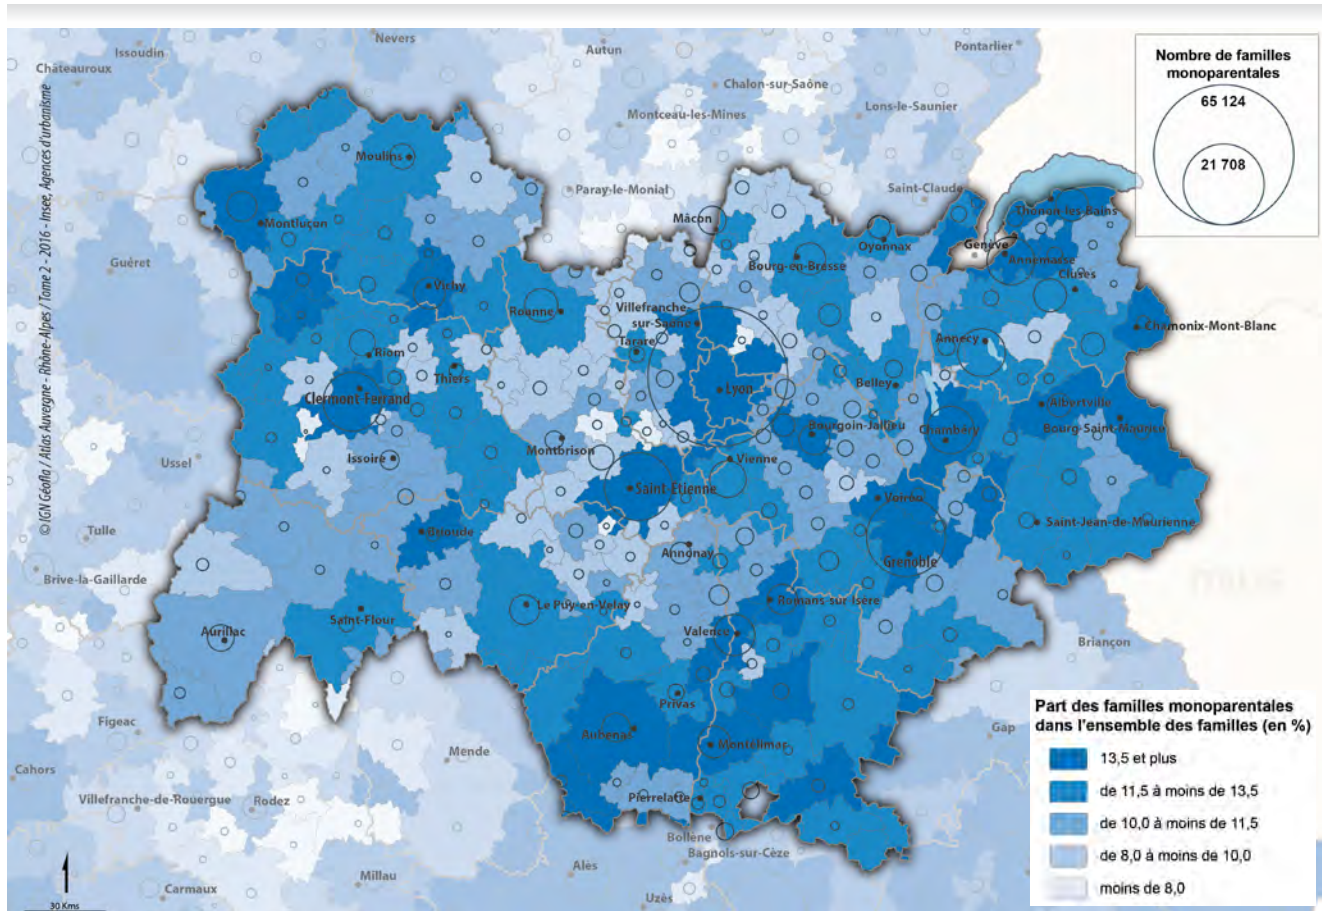 Nevers
Issoudin
Autun
Pontarlier
Châteauroux
Chalon-sur-Saône
Lons-le-Saunier
Montceau-les-Mines
Moulins
Paray-le-Monial
Saint-Claude
Thonon-les-Bains
Montluçon
Mâcon
Oyonnax
Genève
Annemasse
Guéret
Bourg-en-Bresse
Cluses
Vichy
Roanne
Villefranche-
sur-Saône
Chamonix-Mont-Blanc
Tarare
Annecy
Riom
Thiers
Belley
Lyon
Clermont-Ferrand
Albertville
Bourgoin-Jallieu
Chambéry
Bourg-Saint-Maurice
Ussel
Issoire
Montbrison
Vienne
Saint-Etienne
Voiron
Tulle
Brioude
Saint-Jean-de-Maurienne
Annonay
Grenoble
Brive-la-Gaillarde
Le Puy-en-Velay
Romans sur Isère
Saint-Flour
Aurillac
Valence
Briançon
Privas
Figeac
Aubenas
Montélimar
Gap
Mende
Cahors
Villefranche-de-Rouergue
Rodez
Pierrelatte
Bollène
Bagnols-sur-Cèze
Alès
Millau
Carmaux
Uzès
30 Kms
© IGN Géofla / Atlas Auvergne - Rhône-Alpes / Tome 2 - 2016 - Insee, Agences d'urbanisme
Nombre de familles
monoparentales
65 124
21 708
Part des familles monoparentales
dans l'ensemble des familles (en %)
13,5 et plus
de 11,5 à moins de 13,5
de 10,0 à moins de 11,5
de 8,0 à moins de 10,0
moins de 8,0